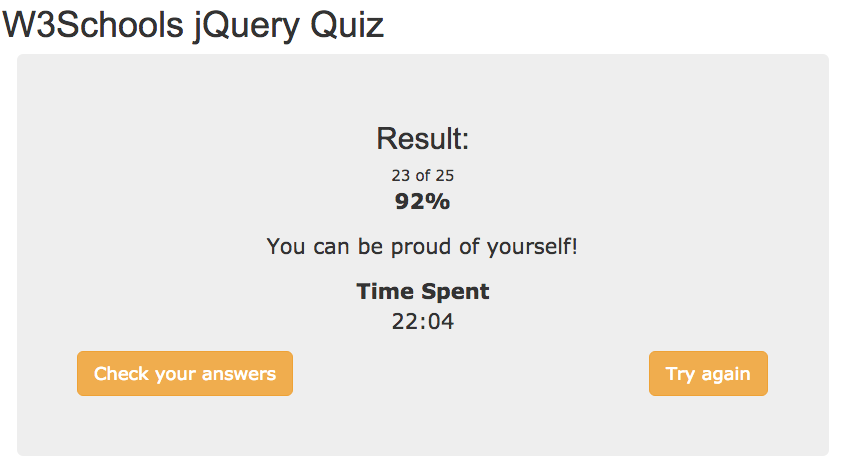 W3Schools jQuery Quiz
Result:
23 of 25
92%
You can be proud of yourself!
Time Spent
22:04
Check your answers
Try again